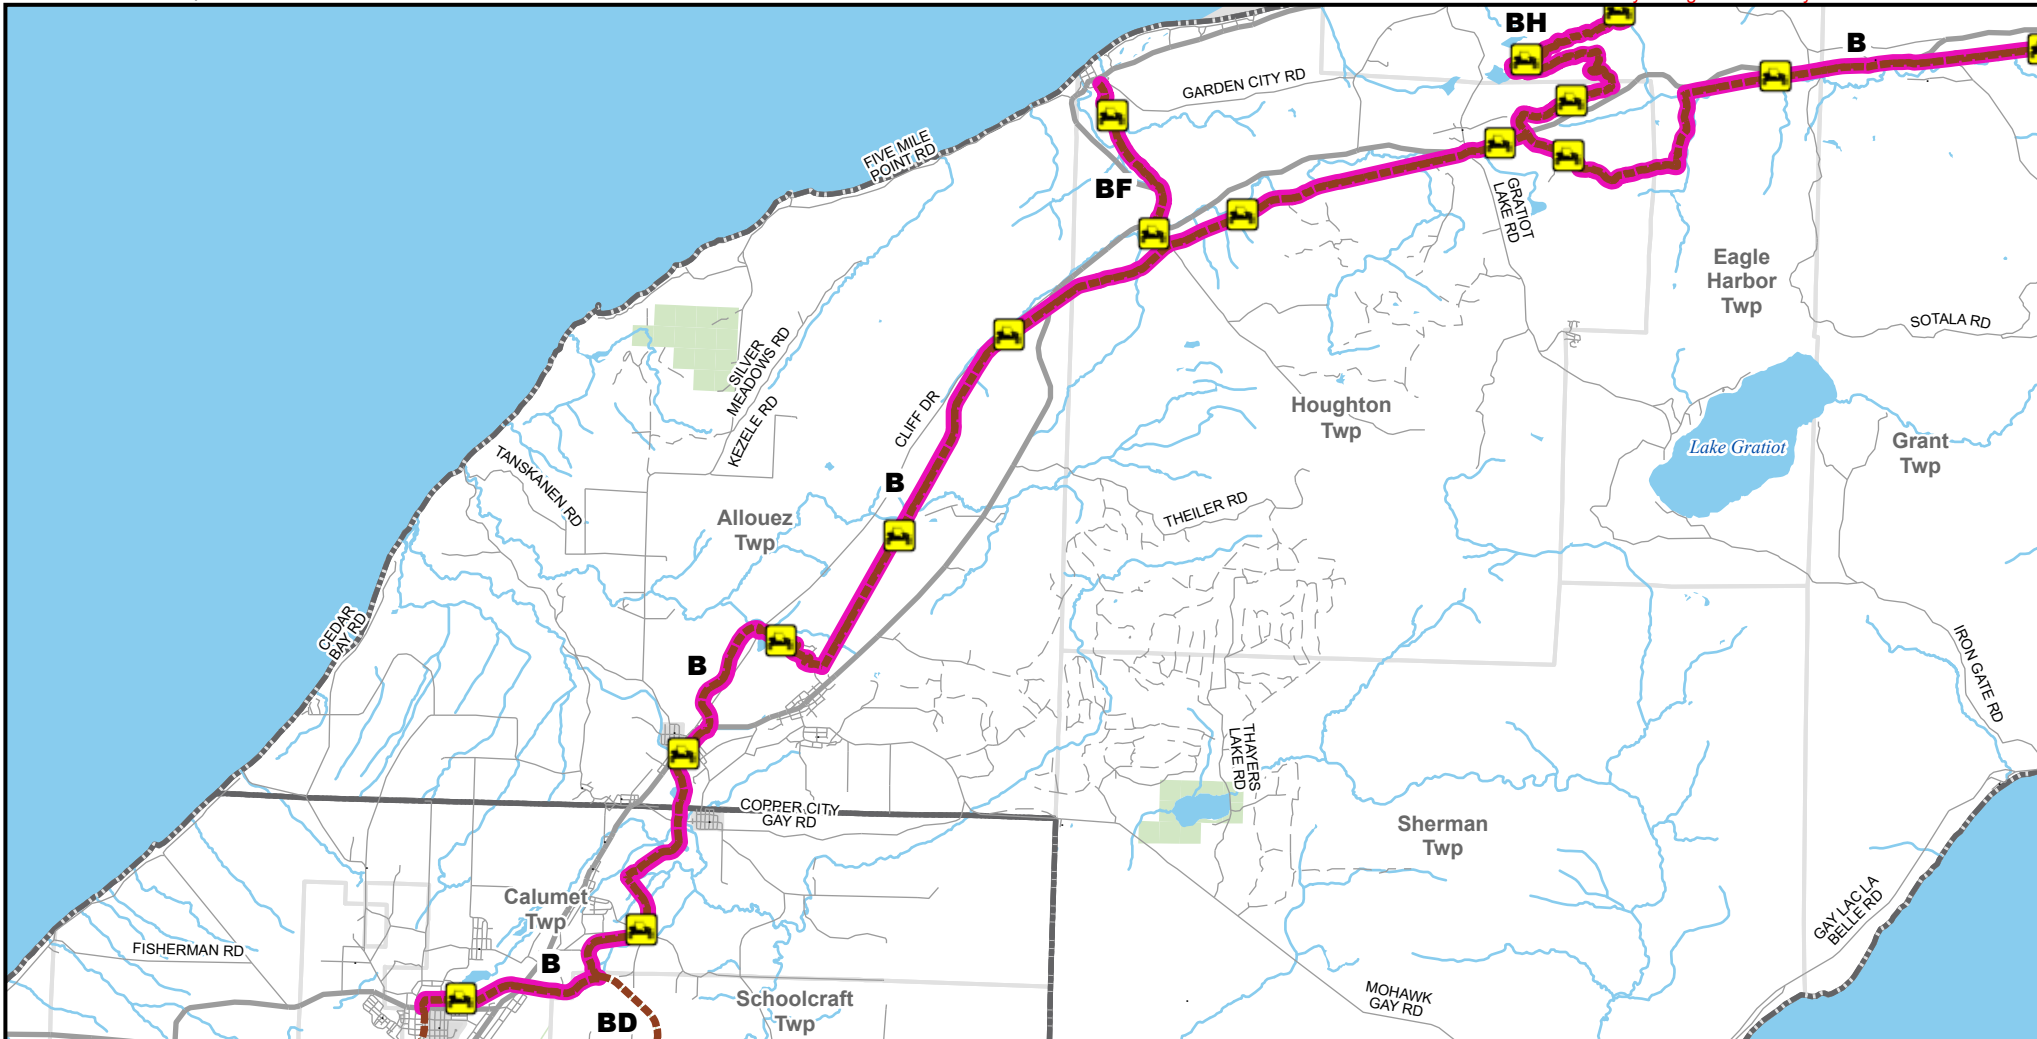 BH
B
GARDEN CITY RD
FIVE MILE
POINT RD
BF
GRATIOT
LAKE RD
Eagle
Harbor
Twp
SOTALA RD
SILVER
MEADOWS RD
KEZELE RD
CLIFF DR
Houghton
Twp
Lake Gratiot
Grant
Twp
TANSKANEN RD
B
Allouez
Twp
THEILER RD
CEDAR
BAY RD
B
IRON GATE RD
THAYERS
LAKE RD
COPPER CITY
GAY RD
Sherman
Twp
Calumet
Twp
GAY LAC LA
BELLE RD
FISHERMAN RD
B
Schoolcraft
Twp
BD
MOHAWK
GAY RD